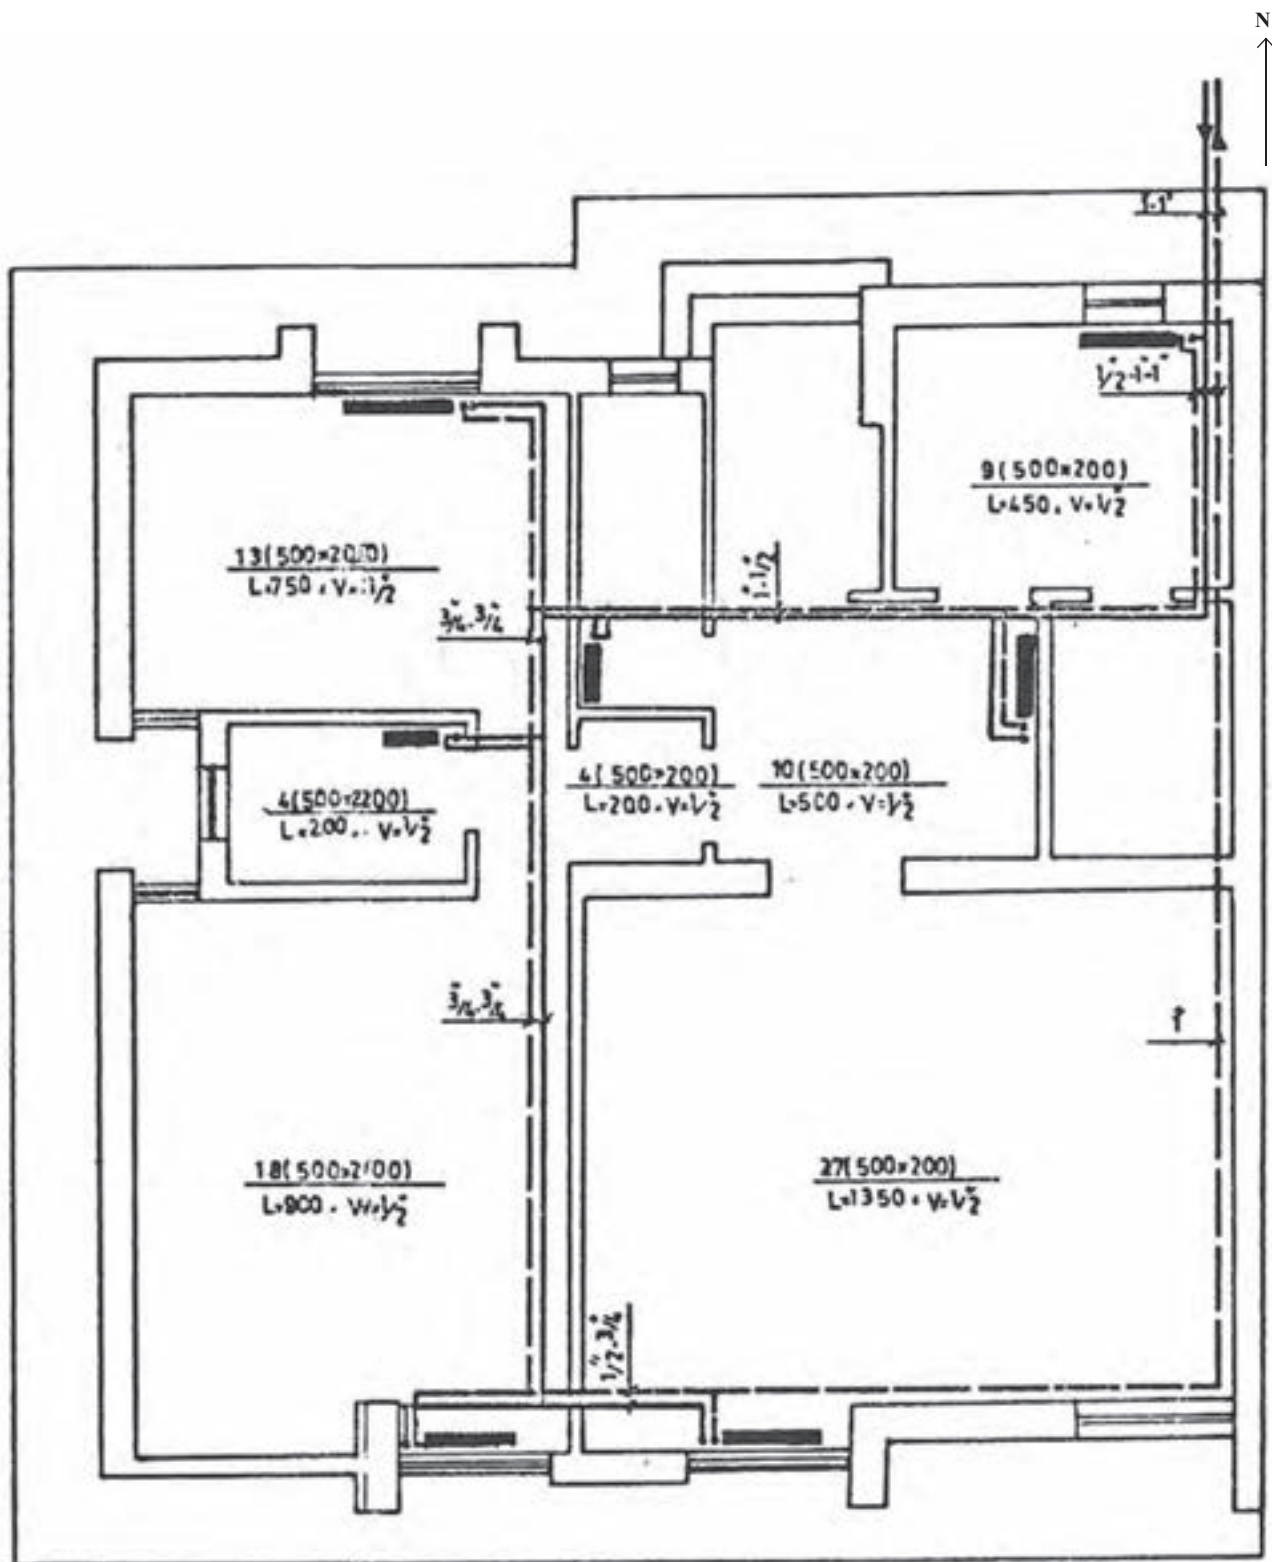 N
1"-1"
1/2"-1"-1"
9(500×200)
L=450, V=1/2"
13(500×200)
L=750, V=1/2"
1"-1/2"
3/4"-3/4"
4(500×200)
L=200, V=1/2"
10(500×200)
L=500, V=1/2"
4(500×2200)
L=200, V=1/2"
3/4"-3/4"
1"
18(500×200)
L=900, V=1/2"
27(500×200)
L=1350, V=1/2"
1/2"-3/4"